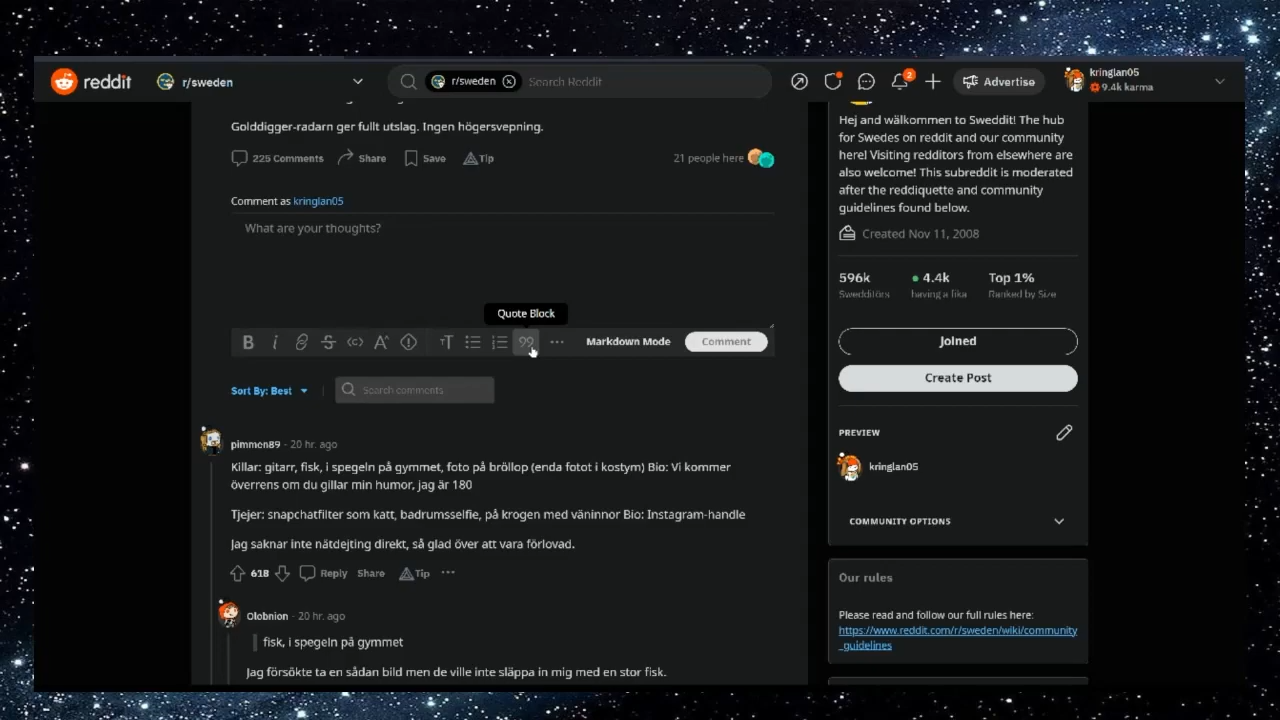 reddit
r/sweden
r/sweden
Search Reddit
2
Advertise
kringlan05
9.4k karma
Golddigger-radarn ger fullt utslag. Ingen högersvepning.
225 Comments
Share
Save
Tip
21 people here
Comment as kringlan05
What are your thoughts?
Quote Block
Markdown Mode
Comment
Sort By: Best
Search comments
pimmen89 · 20 hr. ago
Killar: gitarr, fisk, i spegeln på gymmet, foto på bröllop (enda fotot i kostym) Bio: Vi kommer
överrens om du gillar min humor, jag är 180
Tjejer: snapchatfilter som katt, badrumsselfie, på krogen med väninnor Bio: Instagram-handle
Jag saknar inte nätdejting direkt, så glad över att vara förlovad.
618
Reply
Share
Tip
Olobnion · 20 hr. ago
fisk, i spegeln på gymmet
Jag försökte ta en sådan bild men de ville inte släppa in mig med en stor fisk.
Hej and wälkommen to Sweddit! The hub
for Swedes on reddit and our community
here! Visiting redditors from elsewhere are
also welcome! This subreddit is moderated
after the reddiquette and community
guidelines found below.
Created Nov 11, 2008
596k
4.4k
Top 1%
Swedditörs
having a fika
Ranked by Size
Joined
Create Post
PREVIEW
kringlan05
COMMUNITY OPTIONS
Our rules
Please read and follow our full rules here:
https://www.reddit.com/r/sweden/wiki/community
_guidelines